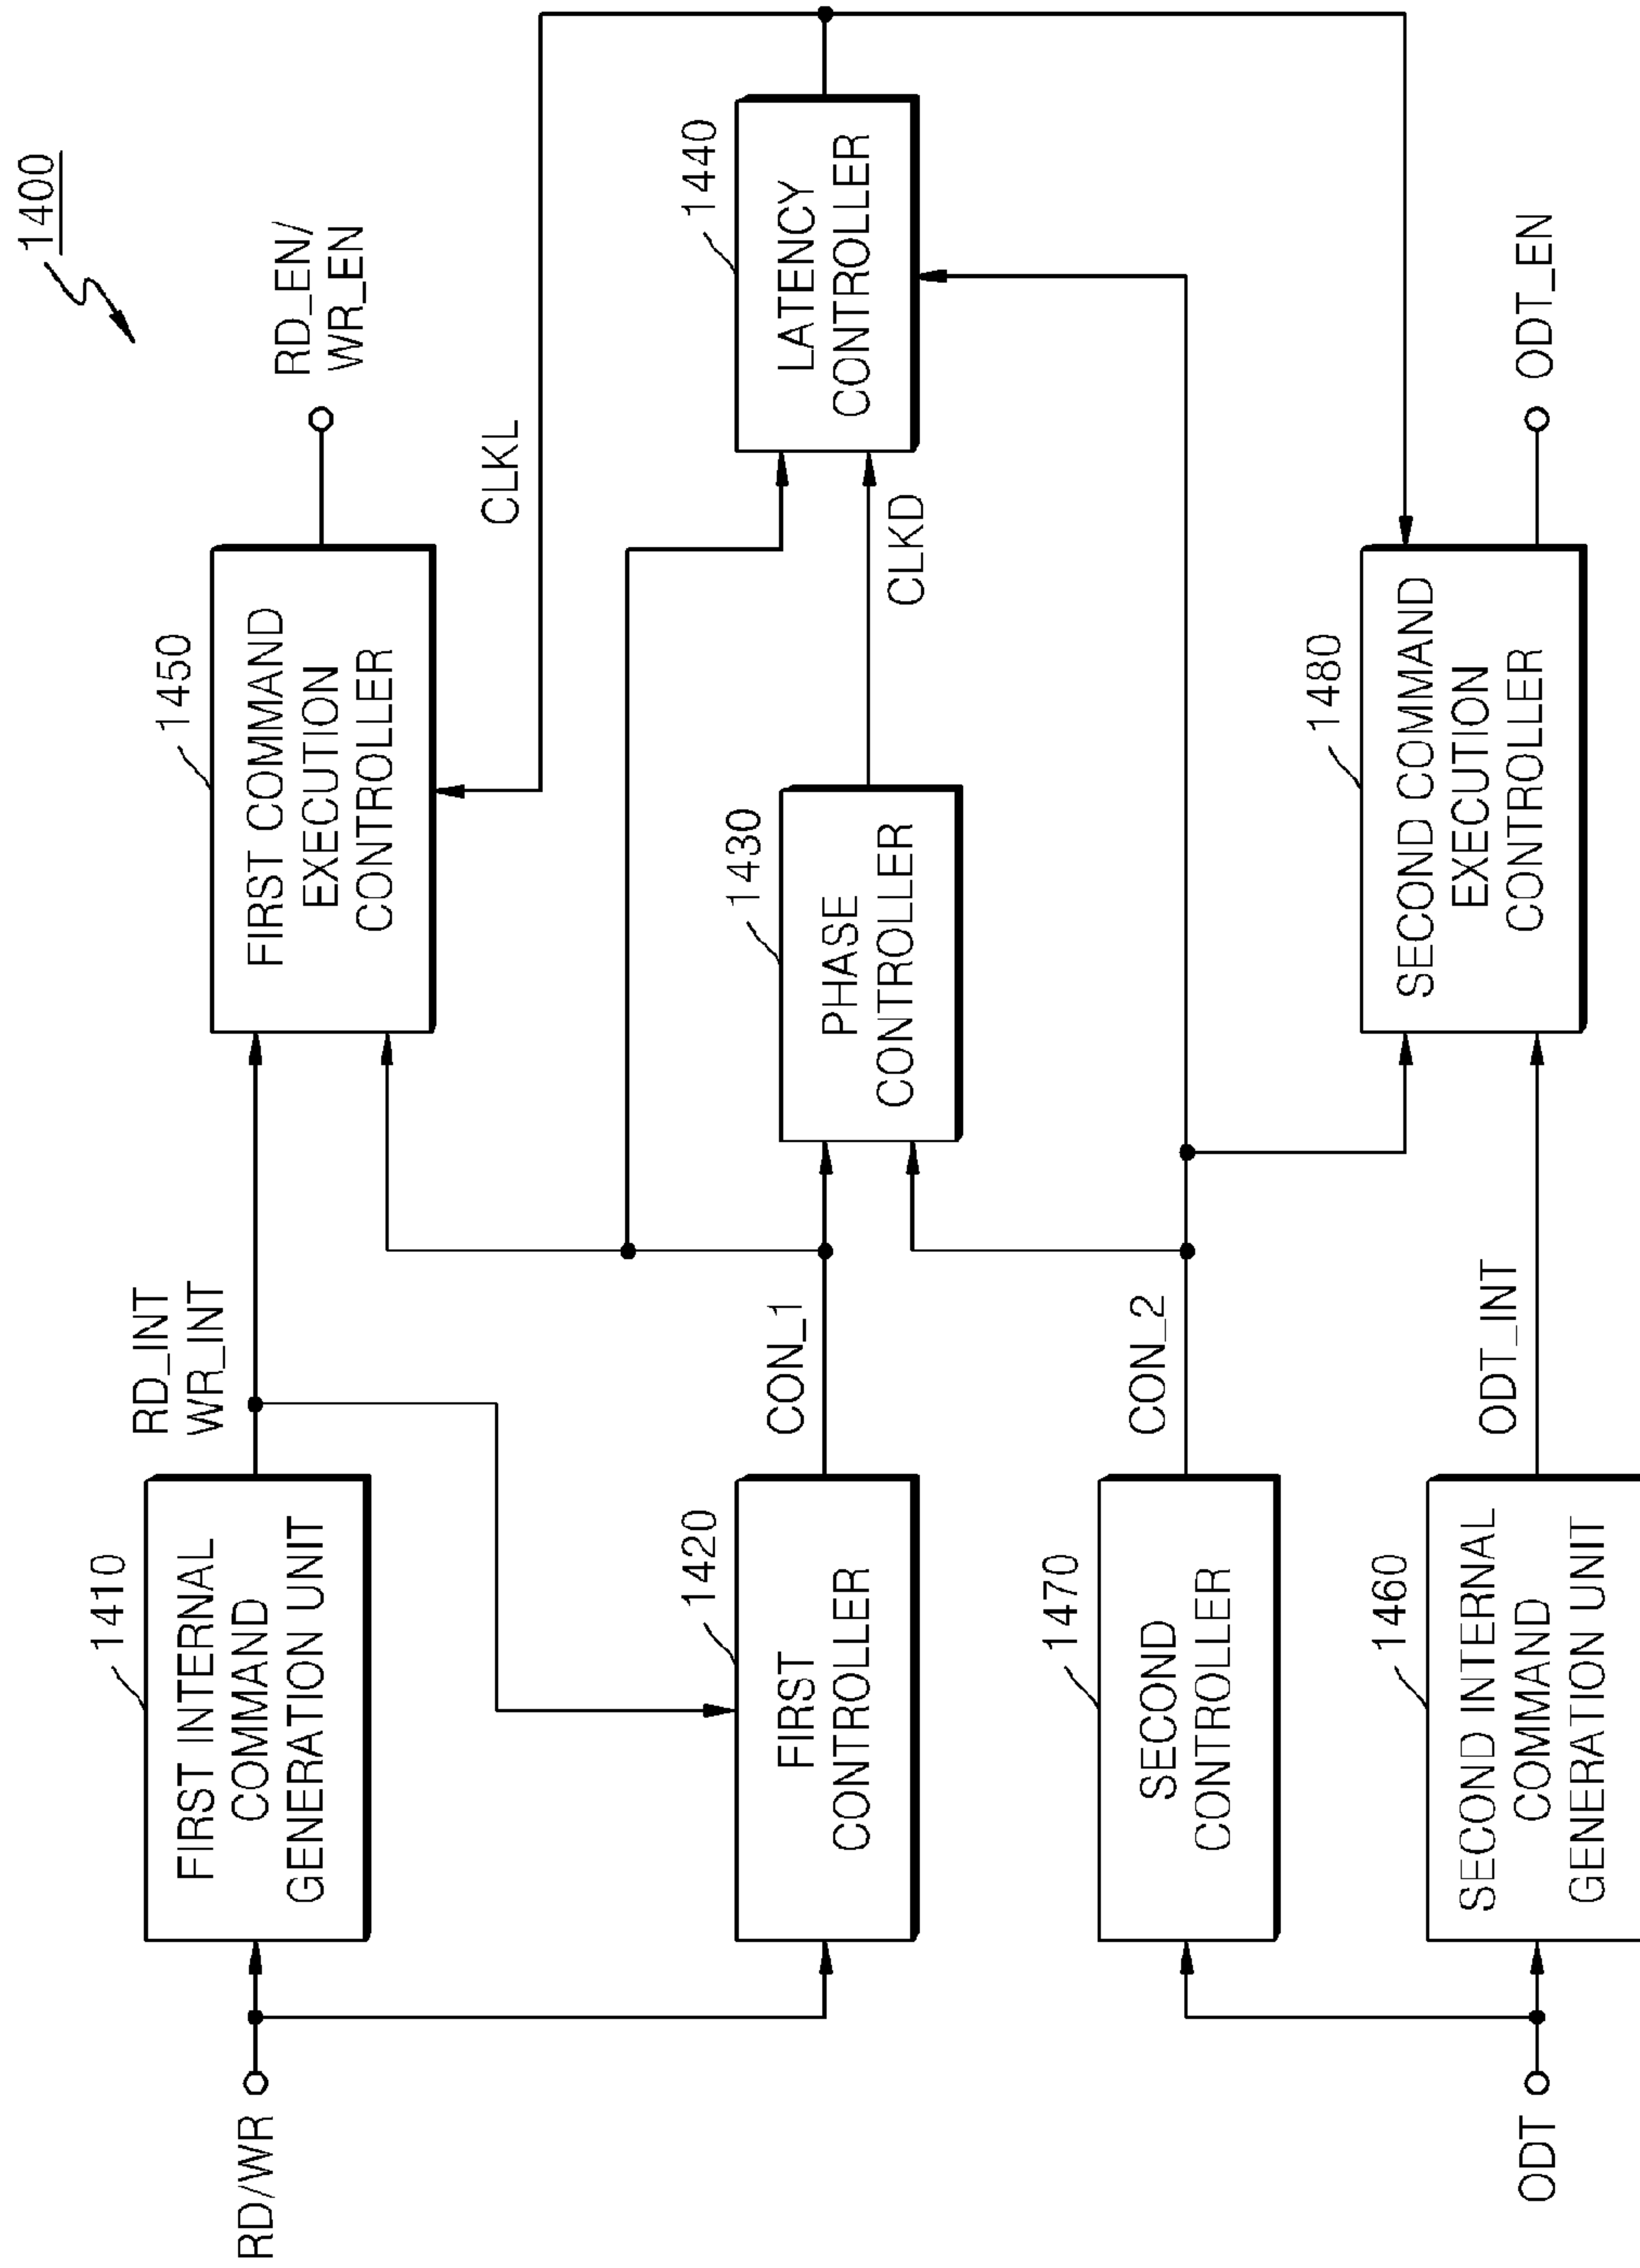 1400
RD/WR
1410
FIRST INTERNAL
COMMAND
GENERATION UNIT
RD_INT
WR_INT
1450
FIRST COMMAND
EXECUTION
CONTROLLER
RD_EN/
WR_EN
CLKL
1420
FIRST
CONTROLLER
CON_1
1430
PHASE
CONTROLLER
CLKD
1440
LATENCY
CONTROLLER
1470
SECOND
CONTROLLER
CON_2
ODT
1460
SECOND INTERNAL
COMMAND
GENERATION UNIT
ODT_INT
1480
SECOND COMMAND
EXECUTION
CONTROLLER
ODT_EN